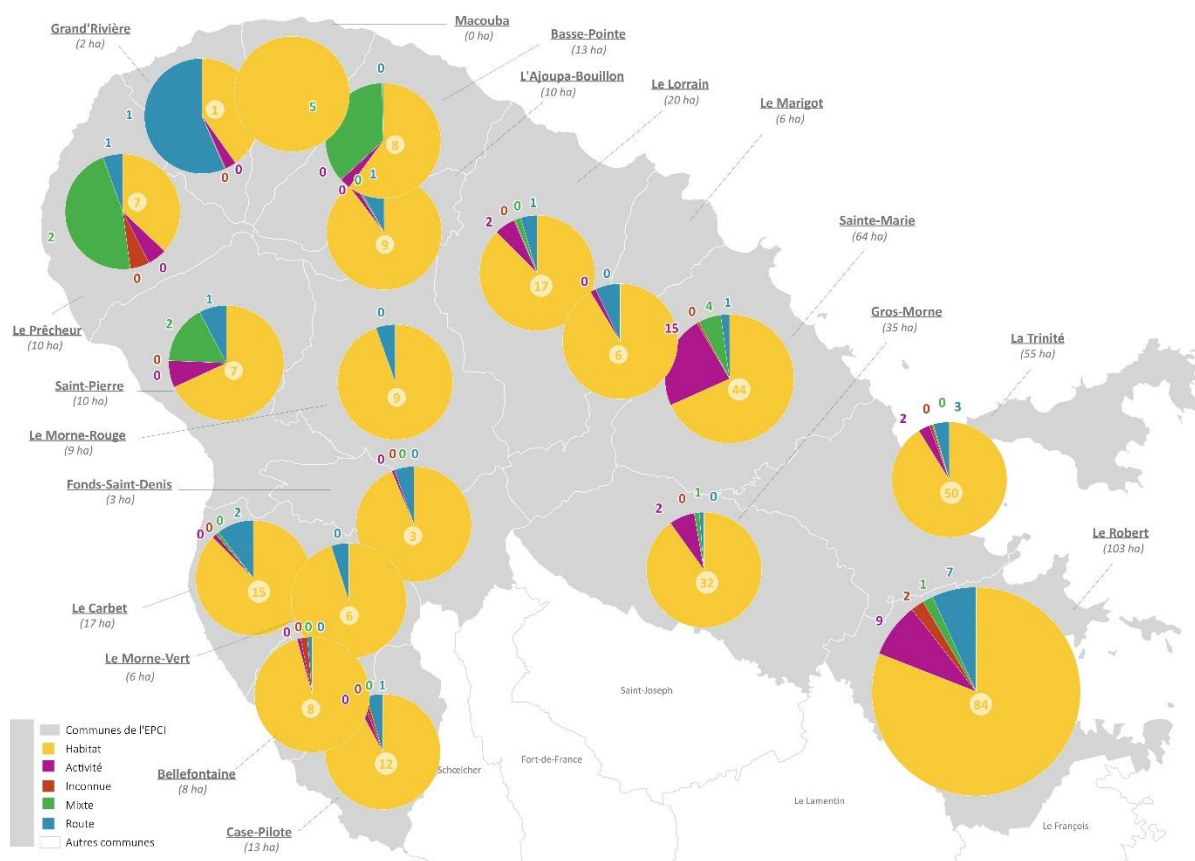 Macouba
(0 ha)
Grand'Rivière
(2 ha)
Basse-Pointe
(13 ha)
L'Ajoupa-Bouillon
(10 ha)
Le Lorrain
(20 ha)
Le Marigot
(6 ha)
Sainte-Marie
(64 ha)
Gros-Morne
(35 ha)
La Trinité
(55 ha)
Le Robert
(103 ha)
1
1
0
0
5
0
8
0
1
7
0
0
2
0
0
1
9
2
0
0
1
17
0
0
6
15
0
4
1
44
Le Prêcheur
(10 ha)
1
2
0
0
7
Saint-Pierre
(10 ha)
0
9
Le Morne-Rouge
(9 ha)
2
0
0
3
50
Fonds-Saint-Denis
(3 ha)
0
0
0
0
3
2
0
1
0
32
0
0
0
2
15
0
6
Le Carbet
(17 ha)
9
2
1
7
84
Le Morne-Vert
(6 ha)
0
0
0
0
8
0
0
0
1
12
Saint-Joseph
Fort-de-France
Schœlcher
Le Lamentin
Le François
Bellefontaine
(8 ha)
Case-Pilote
(13 ha)
Communes de l'EPCI
Habitat
Activité
Inconnue
Mixte
Route
Autres communes